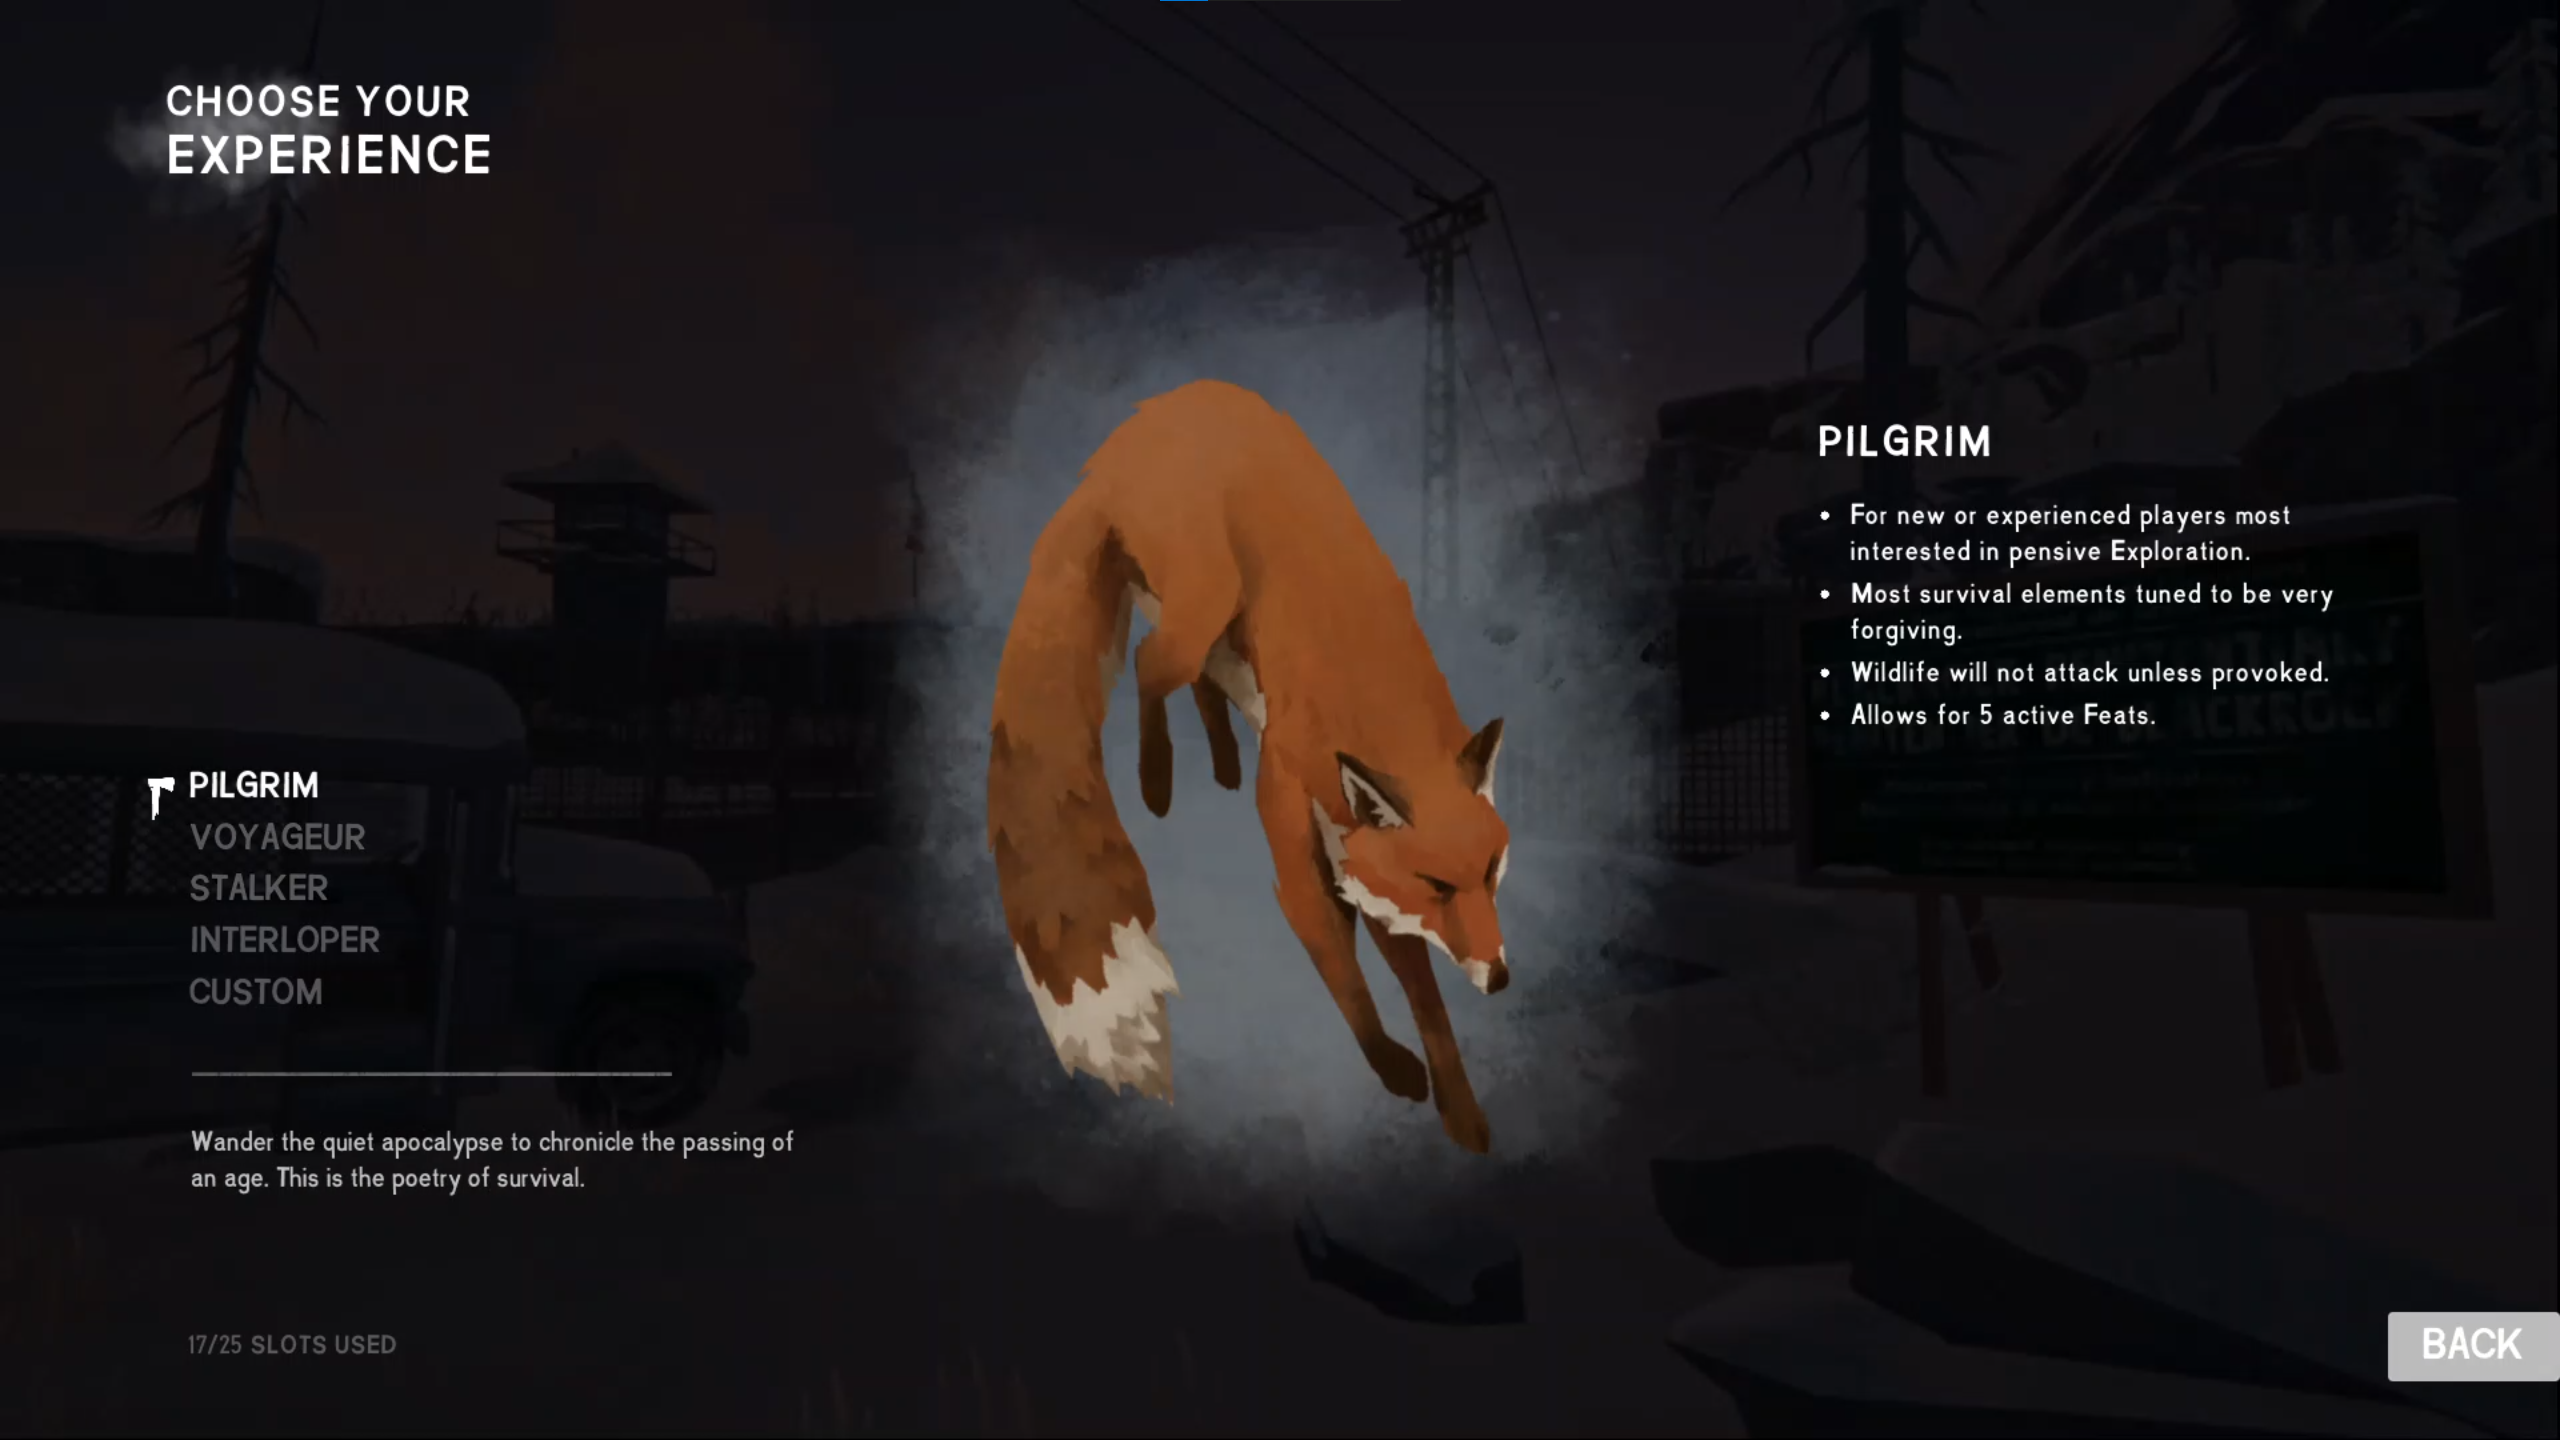 CHOOSE YOUR
EXPERIENCE
PILGRIM
VOYAGEUR
STALKER
INTERLOPER
CUSTOM
Wander the quiet apocalypse to chronicle the passing of
an age. This is the poetry of survival.
17/25 SLOTS USED
PILGRIM
• For new or experienced players most
interested in pensive Exploration.
• Most survival elements tuned to be very
forgiving.
• Wildlife will not attack unless provoked.
• Allows for 5 active Feats.
BACK